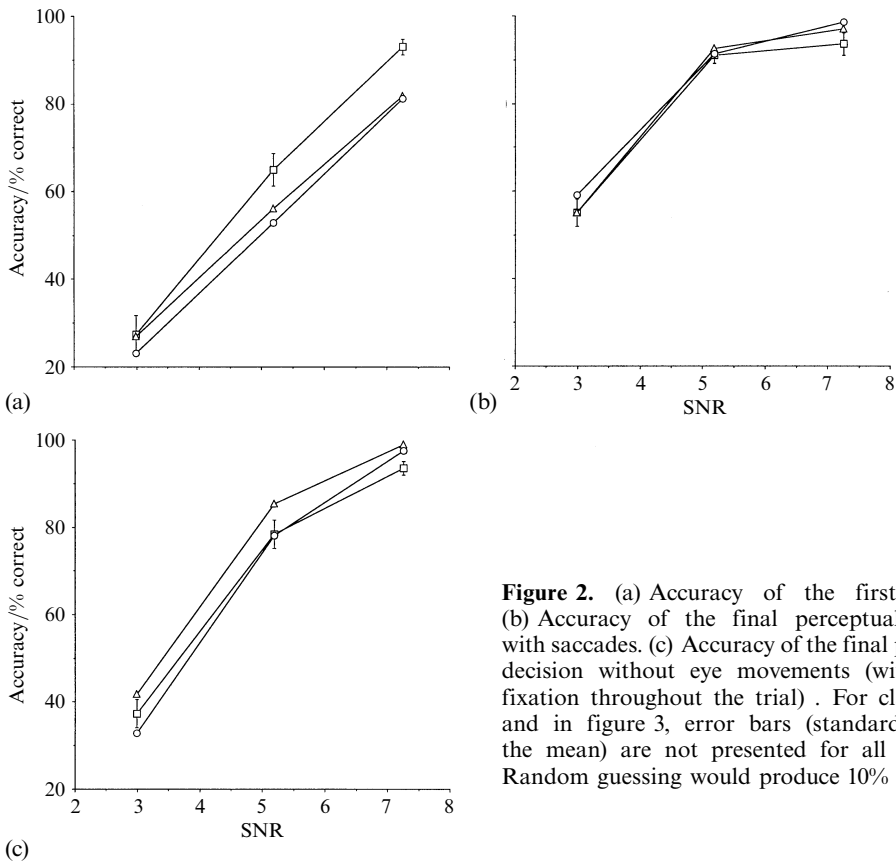 100
80
60
40
20
Accuracy/% correct
(a)
2 3 4 5 6 7 8
SNR
(b)
100
80
60
40
20
Accuracy/% correct
2 3 4 5 6 7 8
SNR
(c)
Figure 2. (a) Accuracy of the first
(b) Accuracy of the final perceptual
with saccades. (c) Accuracy of the final
decision without eye movements
fixation throughout the trial) . For
and in figure 3, error bars (standard
the mean) are not presented for all
Random guessing would produce 10%